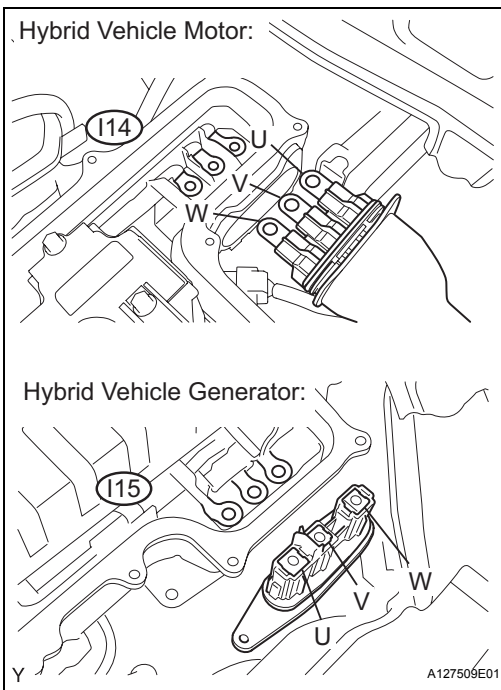 Hybrid Vehicle Motor:
I14
U
V
W
Hybrid Vehicle Generator:
I15
W
V
U
Y
A127509E01